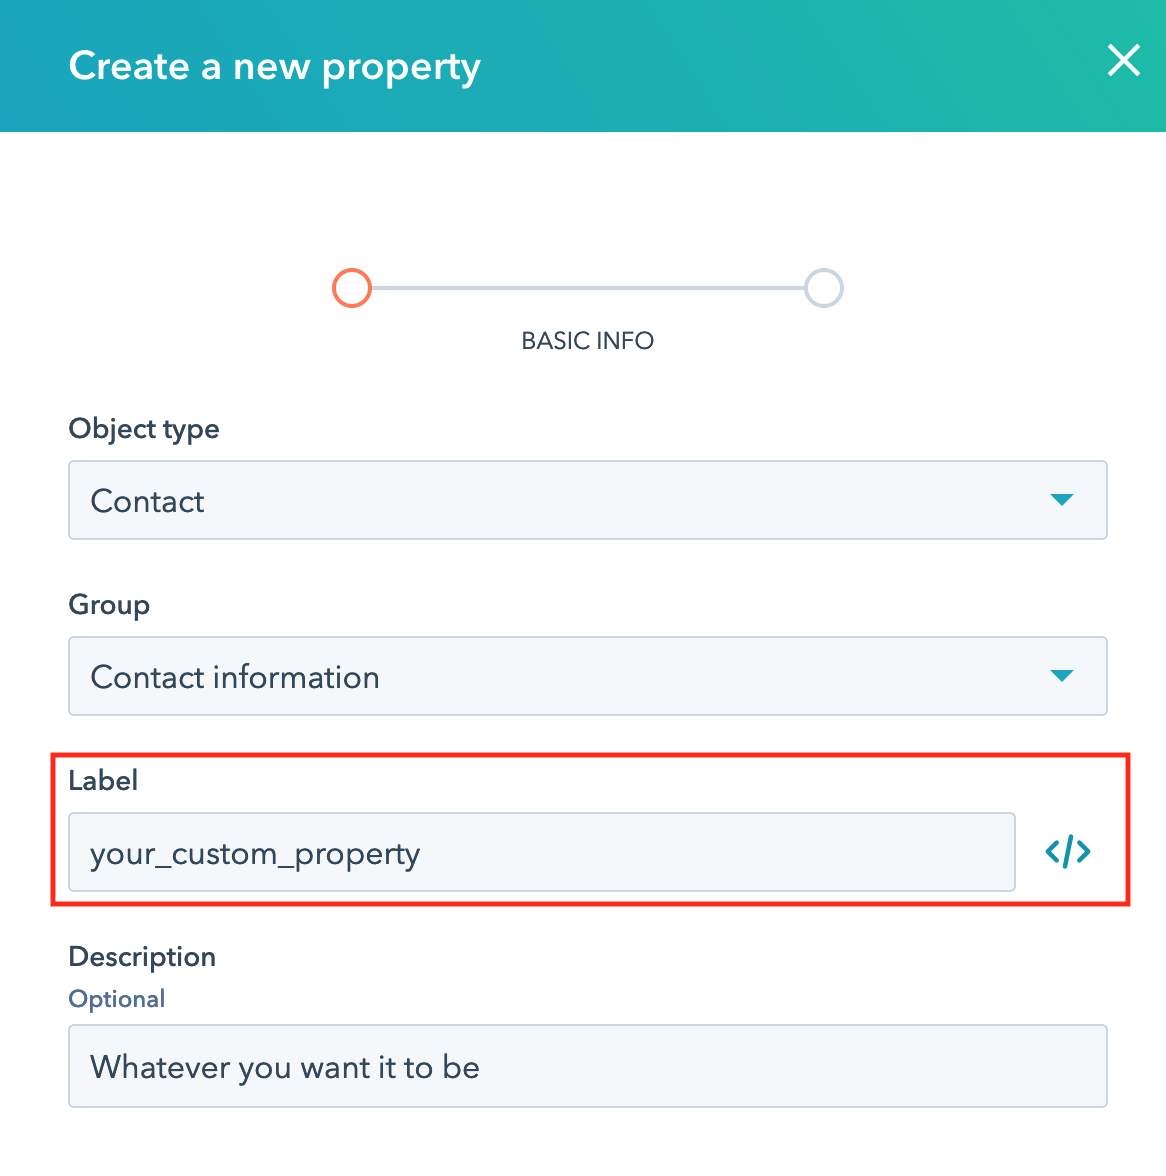 Create a new property
BASIC INFO
Object type
Contact
Group
Contact information
Label
your_custom_property
</>
Description
Optional
Whatever you want it to be